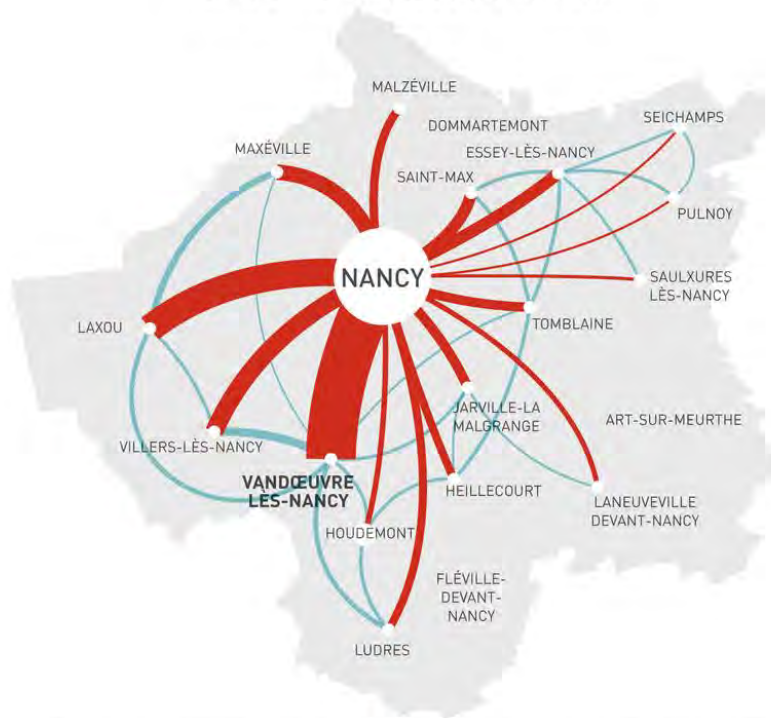 MALZÉVILLE
SEICHAMPS
DOMMARTEMONT
MAXÉVILLE
ESSEY-LÈS-NANCY
SAINT-MAX
PULNOY
NANCY
SAULXURES
LÈS-NANCY
LAXOU
TOMBLAINE
JARVILLE-LA
MALGRANGE
ART-SUR-MEURTHE
VILLERS-LÈS-NANCY
VANDŒUVRE
LÈS-NANCY
HEILLECOURT
LANEUVEVILLE
DEVANT-NANCY
HOUDEMONT
FLÉVILLE-
DEVANT-
NANCY
LUDRES